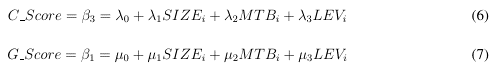 C_Score = β₃ = λ₀ + λ₁SIZEᵢ + λ₂MTBᵢ + λ₃LEVᵢ (6)
G_Score = β₁ = μ₀ + μ₁SIZEᵢ + μ₂MTBᵢ + μ₃LEVᵢ (7)